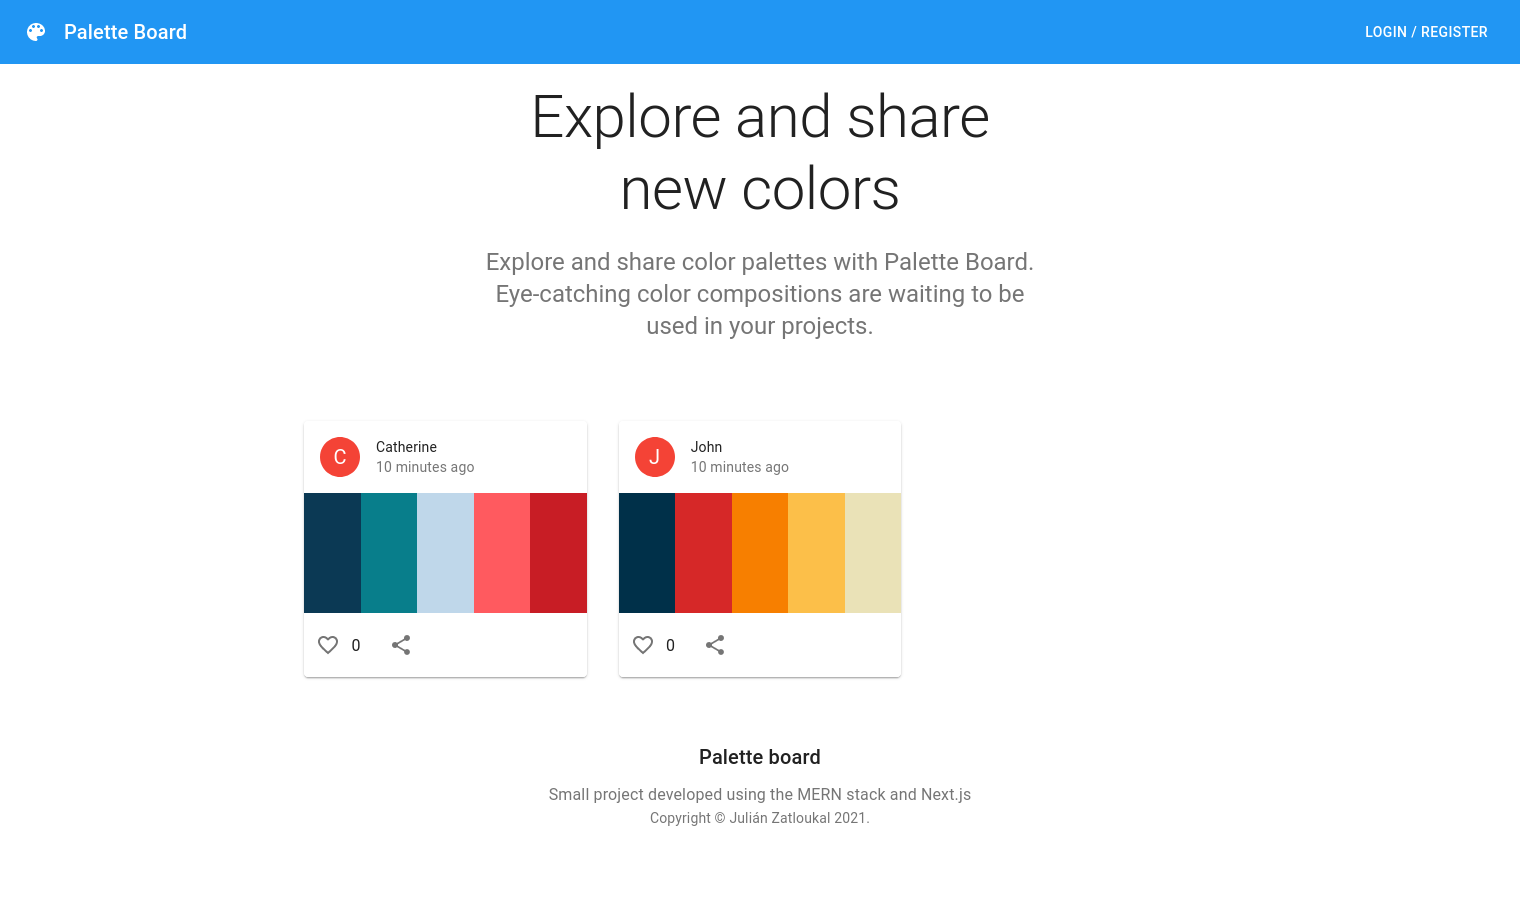 Palette Board
LOGIN / REGISTER
Explore and share
new colors
Explore and share color palettes with Palette Board.
Eye-catching color compositions are waiting to be
used in your projects.
C
Catherine
10 minutes ago
0
J
John
10 minutes ago
0
Palette board
Small project developed using the MERN stack and Next.js
Copyright © Julián Zatloukal 2021.